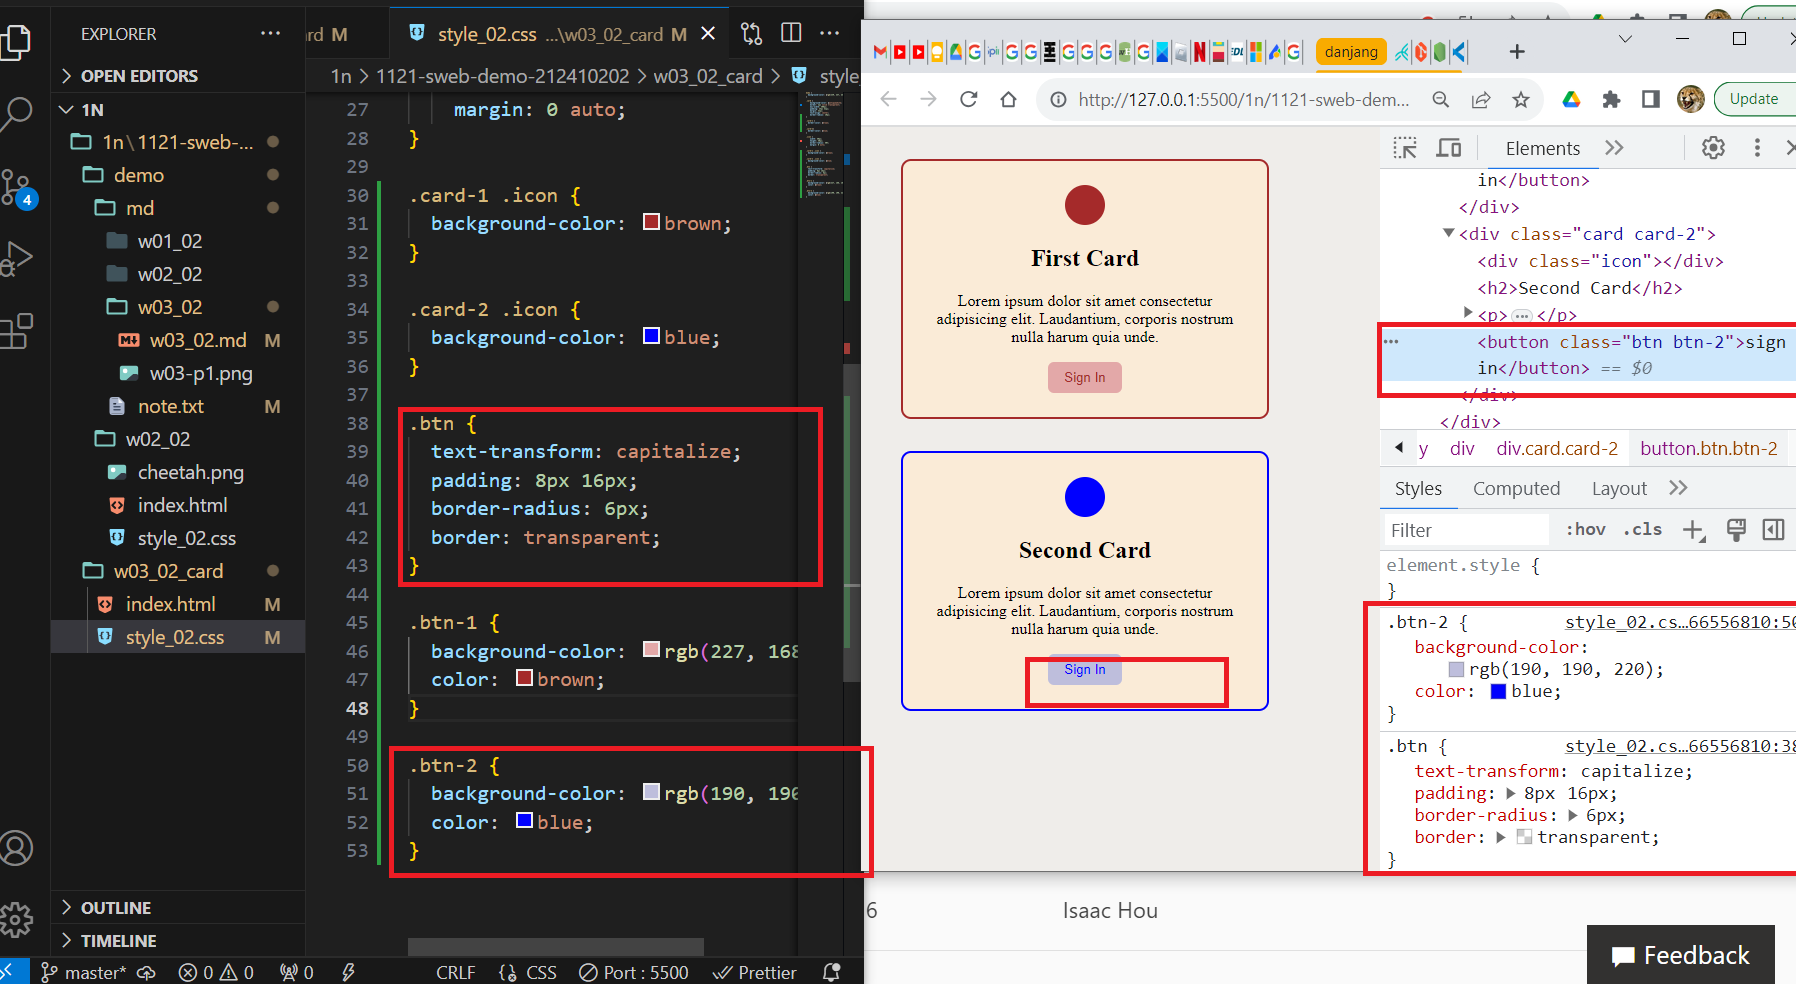 EXPLORER
OPEN EDITORS
1N
1n\1121-sweb-...
demo
md
w01_02
w02_02
w03_02
w03_02.md M
w03-p1.png
note.txt M
w02_02
cheetah.png
index.html
style_02.css
w03_02_card
index.html M
style_02.css M
OUTLINE
TIMELINE
4
rd M
style_02.css ...\w03_02_card M
1n > 1121-sweb-demo-212410202 > w03_02_card > style_
27 margin: 0 auto;
28 }
29
30 .card-1 .icon {
31 background-color: brown;
32 }
33
34 .card-2 .icon {
35 background-color: blue;
36 }
37
38 .btn {
39 text-transform: capitalize;
40 padding: 8px 16px;
41 border-radius: 6px;
42 border: transparent;
43 }
44
45 .btn-1 {
46 background-color: rgb(227, 168
47 color: brown;
48 }
49
50 .btn-2 {
51 background-color: rgb(190, 190
52 color: blue;
53 }
master* 0 0 0 CRLF CSS Port : 5500 Prettier
danjang
http://127.0.0.1:5500/1n/1121-sweb-dem...
Update
First Card
Lorem ipsum dolor sit amet consectetur
adipisicing elit. Laudantium, corporis nostrum
nulla harum quia unde.
Sign In
Second Card
Lorem ipsum dolor sit amet consectetur
adipisicing elit. Laudantium, corporis nostrum
nulla harum quia unde.
Sign In
Elements
in</button>
</div>
<div class="card card-2">
<div class="icon"></div>
<h2>Second Card</h2>
<p>…</p>
<button class="btn btn-2">sign
in</button> == $0
</div>
</div>
y div div.card.card-2 button.btn.btn-2
Styles Computed Layout
Filter :hov .cls
element.style {
}
.btn-2 { style_02.cs…66556810:50
background-color:
rgb(190, 190, 220);
color: blue;
}
.btn { style_02.cs…66556810:38
text-transform: capitalize;
padding: 8px 16px;
border-radius: 6px;
border: transparent;
}
6 Isaac Hou
Feedback